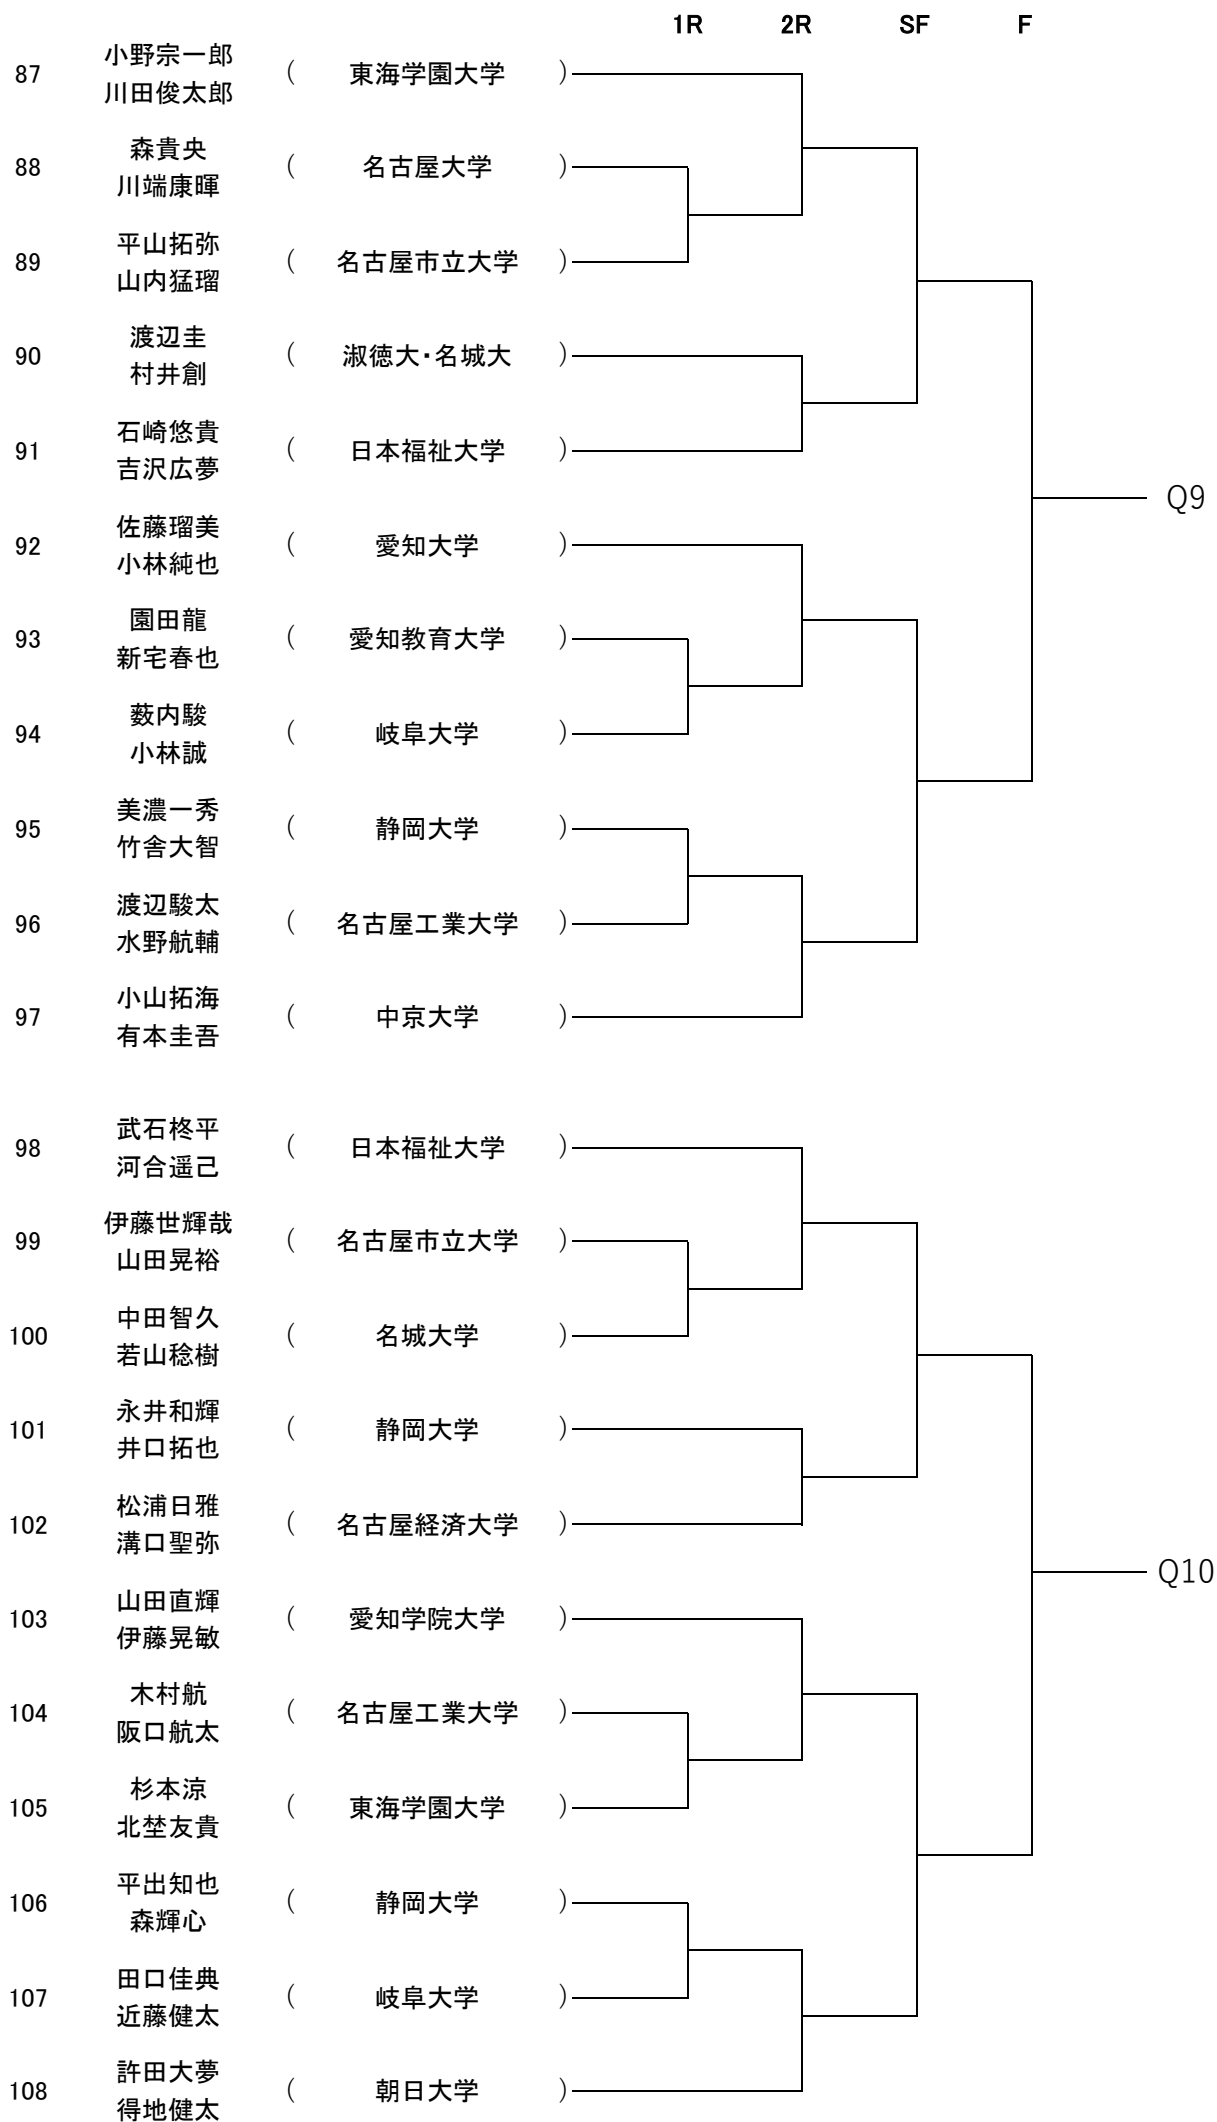 1R 2R SF F
小野宗一郎
87 ( 東海学園大学 )
川田俊太郎
森貴央
88 ( 名古屋大学 )
川端康暉
平山拓弥
89 ( 名古屋市立大学 )
山内猛瑠
渡辺圭
90 ( 淑徳大・名城大 )
村井創
石崎悠貴
91 ( 日本福祉大学 )
吉沢広夢
Q9
佐藤瑠美
92 ( 愛知大学 )
小林純也
園田龍
93 ( 愛知教育大学 )
新宅春也
薮内駿
94 ( 岐阜大学 )
小林誠
美濃一秀
95 ( 静岡大学 )
竹舎大智
渡辺駿太
96 ( 名古屋工業大学 )
水野航輔
小山拓海
97 ( 中京大学 )
有本圭吾
武石柊平
98 ( 日本福祉大学 )
河合遥己
伊藤世輝哉
99 ( 名古屋市立大学 )
山田晃裕
中田智久
100 ( 名城大学 )
若山稔樹
永井和輝
101 ( 静岡大学 )
井口拓也
松浦日雅
102 ( 名古屋経済大学 )
溝口聖弥
Q10
山田直輝
103 ( 愛知学院大学 )
伊藤晃敏
木村航
104 ( 名古屋工業大学 )
阪口航太
杉本涼
105 ( 東海学園大学 )
北埜友貴
平出知也
106 ( 静岡大学 )
森輝心
田口佳典
107 ( 岐阜大学 )
近藤健太
許田大夢
108 ( 朝日大学 )
得地健太